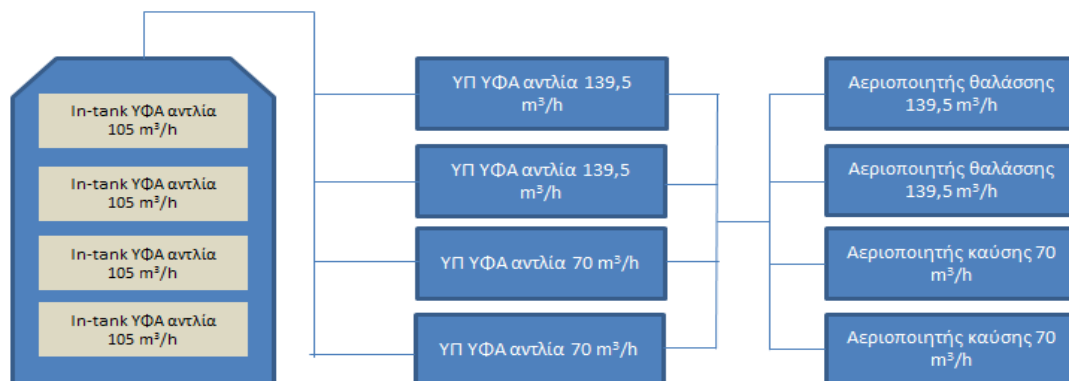 In-tank ΥΦΑ αντλία
105 m³/h
In-tank ΥΦΑ αντλία
105 m³/h
In-tank ΥΦΑ αντλία
105 m³/h
In-tank ΥΦΑ αντλία
105 m³/h
ΥΠ ΥΦΑ αντλία 139,5
m³/h
ΥΠ ΥΦΑ αντλία 139,5
m³/h
ΥΠ ΥΦΑ αντλία 70 m³/h
ΥΠ ΥΦΑ αντλία 70 m³/h
Αεριοποιητής θαλάσσης
139,5 m³/h
Αεριοποιητής θαλάσσης
139,5 m³/h
Αεριοποιητής καύσης 70
m³/h
Αεριοποιητής καύσης 70
m³/h